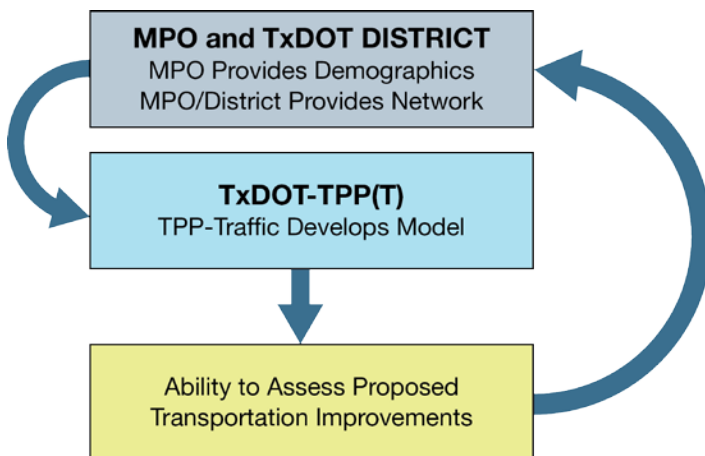 MPO and TxDOT DISTRICT
MPO Provides Demographics
MPO/District Provides Network
TxDOT-TPP(T)
TPP-Traffic Develops Model
Ability to Assess Proposed
Transportation Improvements